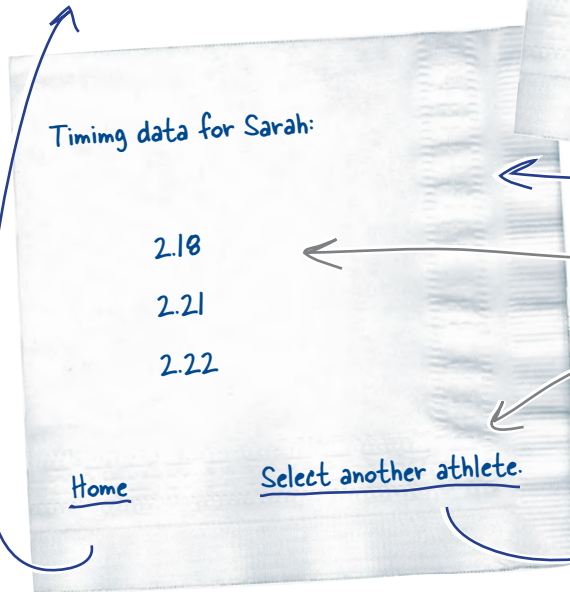 Timimg data for Sarah:
2.18
2.21
2.22
Home Select another athlete.